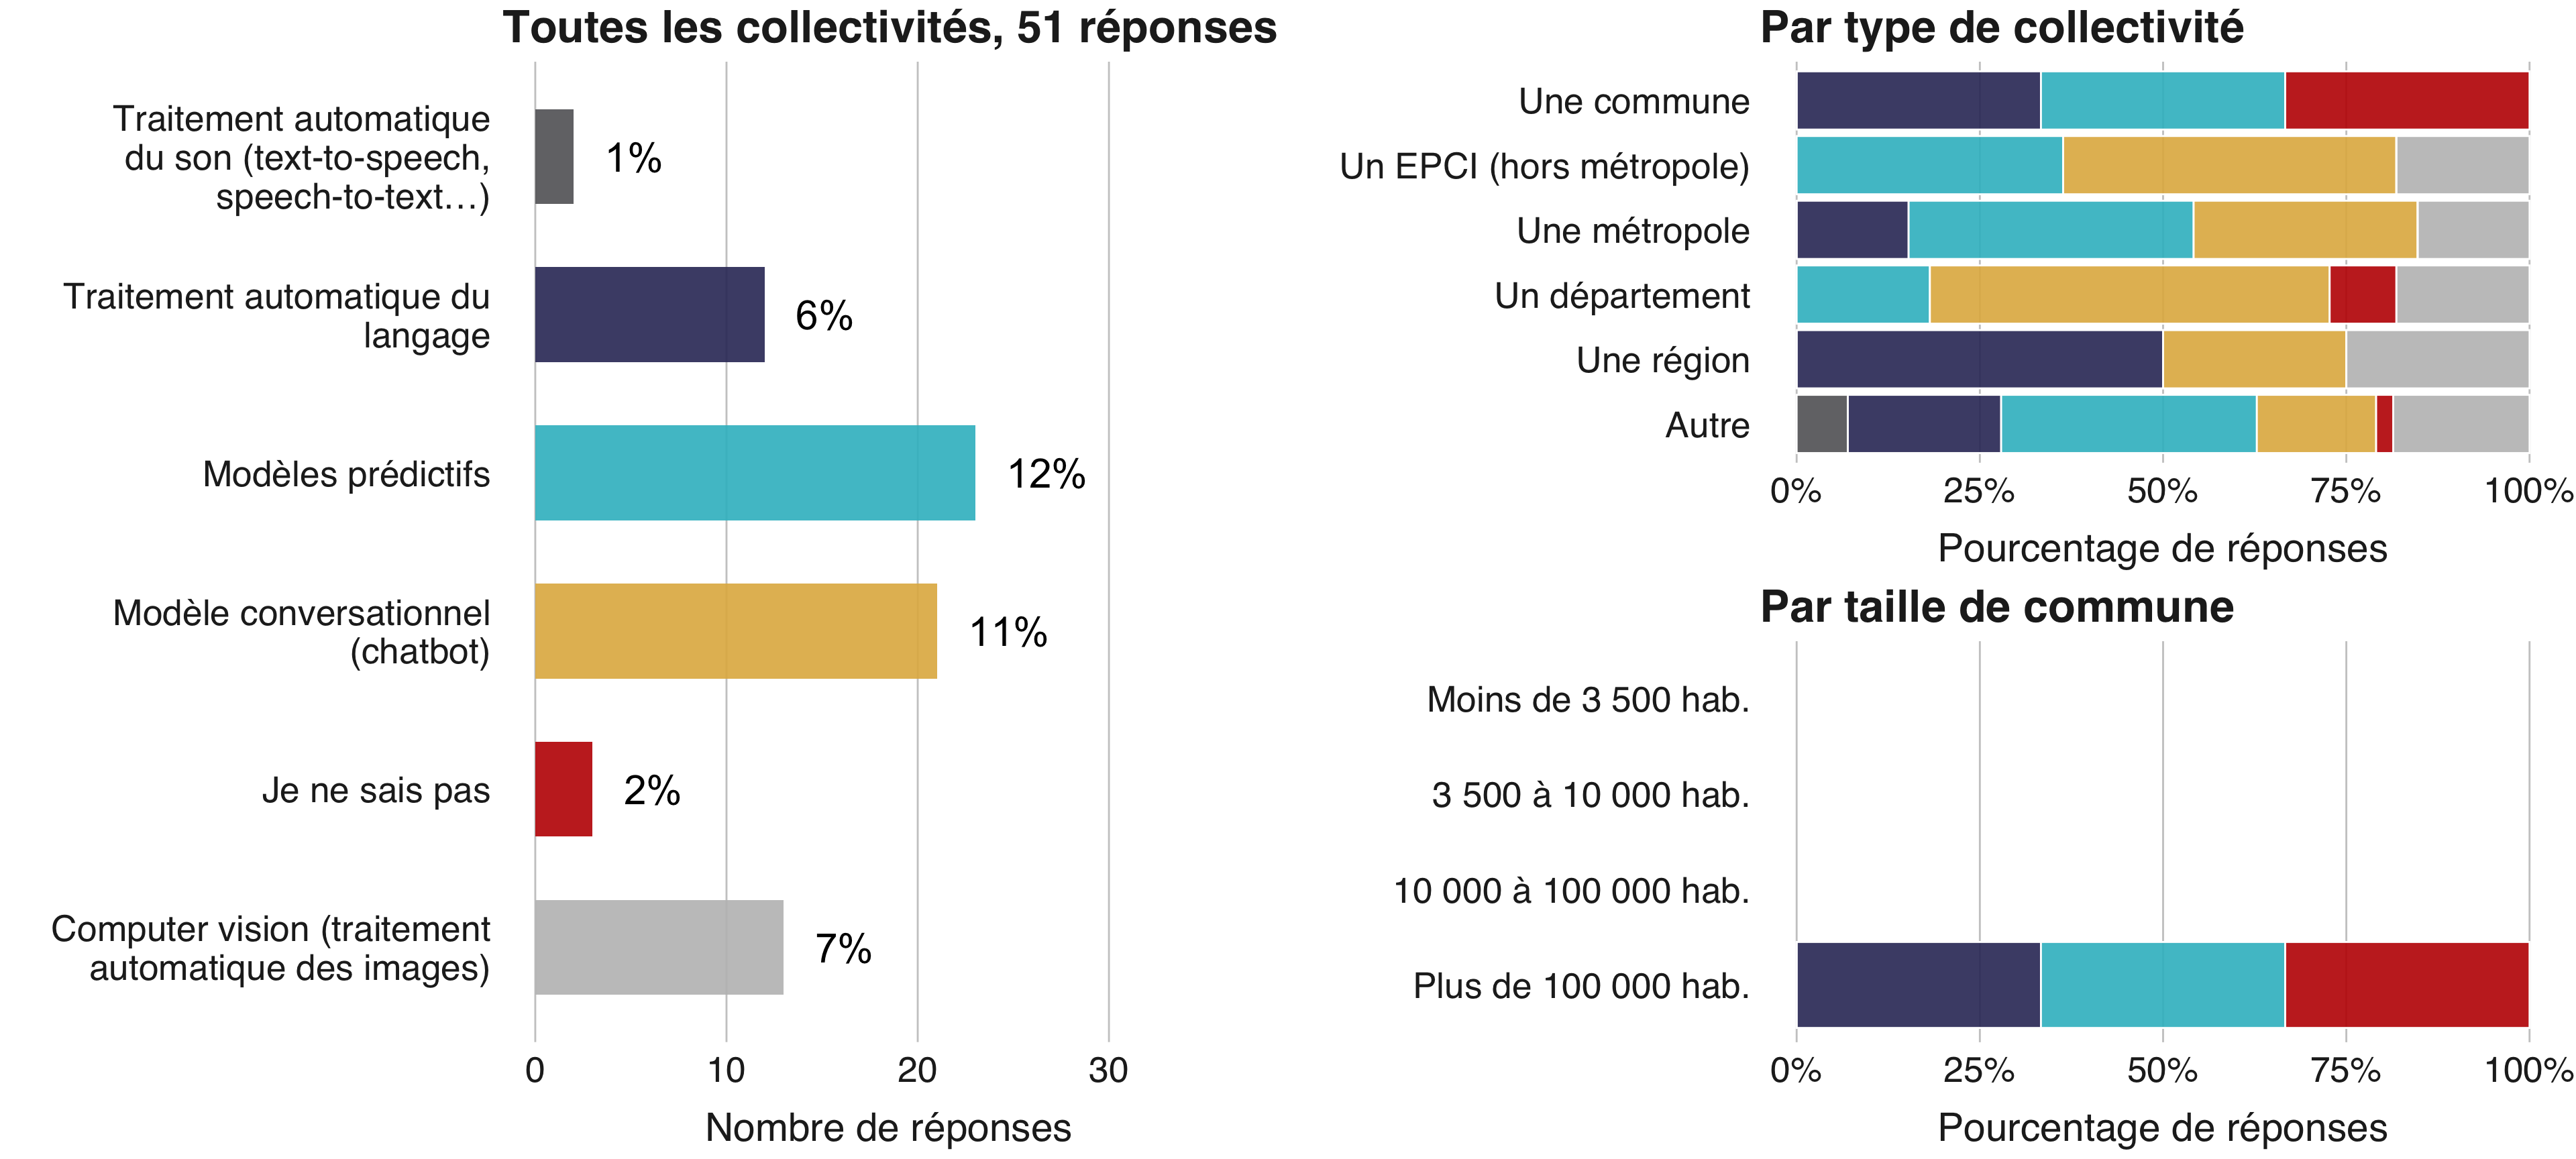 Toutes les collectivités, 51 réponses
Traitement automatique
du son (text-to-speech,
speech-to-text…)
1%
Traitement automatique du
langage
6%
Modèles prédictifs
12%
Modèle conversationnel
(chatbot)
11%
Je ne sais pas
2%
Computer vision (traitement
automatique des images)
7%
0 10 20 30
Nombre de réponses
Par type de collectivité
Une commune
Un EPCI (hors métropole)
Une métropole
Un département
Une région
Autre
0% 25% 50% 75% 100%
Pourcentage de réponses
Par taille de commune
Moins de 3 500 hab.
3 500 à 10 000 hab.
10 000 à 100 000 hab.
Plus de 100 000 hab.
0% 25% 50% 75% 100%
Pourcentage de réponses